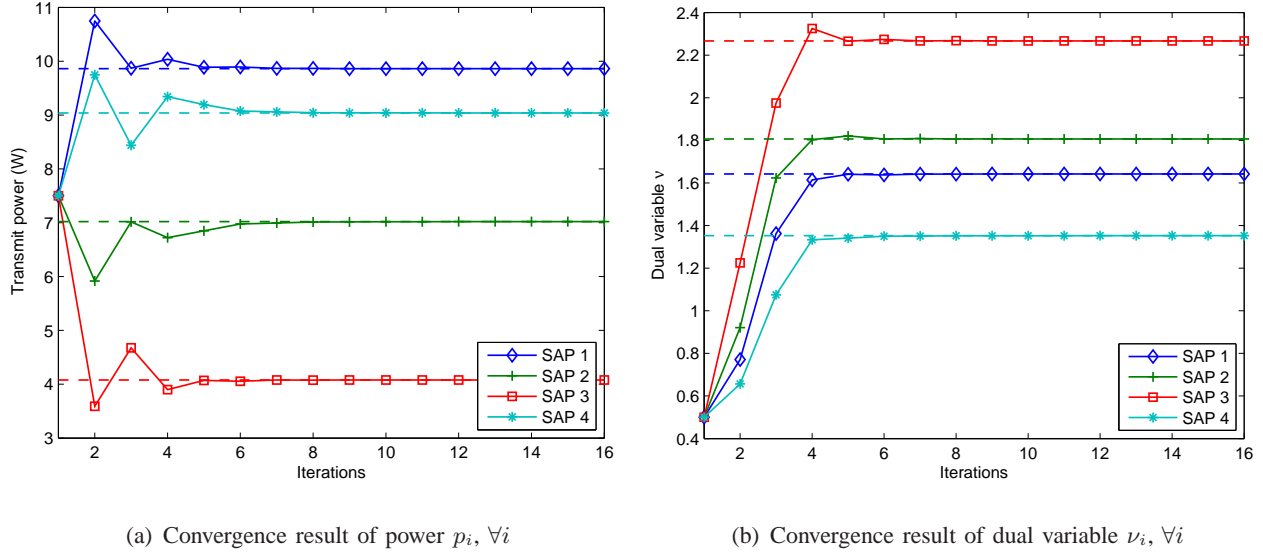 11
10
9
8
7
6
5
4
3
Transmit power (W)
2 4 6 8 10 12 14 16
Iterations
SAP 1
SAP 2
SAP 3
SAP 4
(a) Convergence result of power p_i, ∀i
2.4
2.2
2
1.8
1.6
1.4
1.2
1
0.8
0.6
0.4
Dual variable ν
2 4 6 8 10 12 14 16
Iterations
SAP 1
SAP 2
SAP 3
SAP 4
(b) Convergence result of dual variable ν_i, ∀i